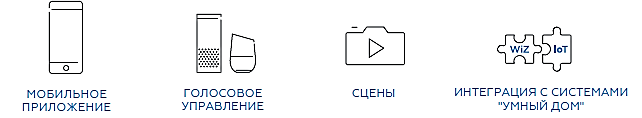 WiZ IoT
МОБИЛЬНОЕ
ПРИЛОЖЕНИЕ
ГОЛОСОВОЕ
УПРАВЛЕНИЕ
СЦЕНЫ
ИНТЕГРАЦИЯ С СИСТЕМАМИ
"УМНЫЙ ДОМ"